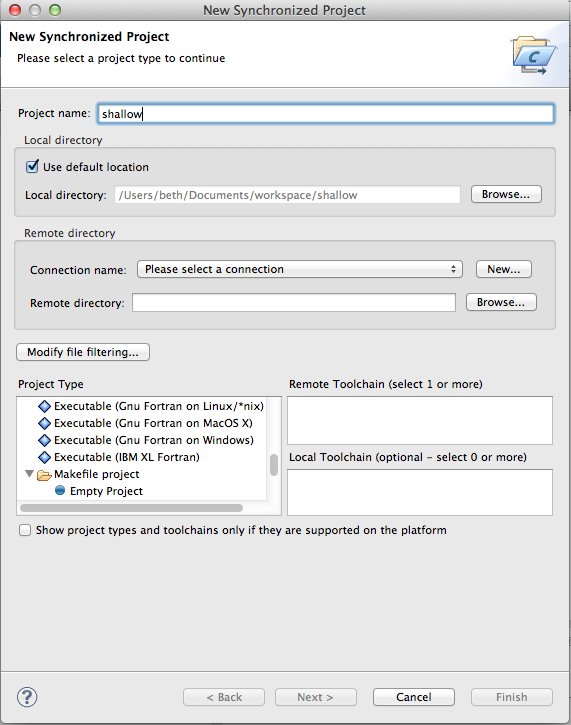 New Synchronized Project
New Synchronized Project
Please select a project type to continue
C
Project name: shallow
Local directory
Use default location
Local directory: /Users/beth/Documents/workspace/shallow Browse...
Remote directory
Connection name: Please select a connection New...
Remote directory: Browse...
Modify file filtering...
Project Type Remote Toolchain (select 1 or more)
Executable (Gnu Fortran on Linux/*nix)
Executable (Gnu Fortran on MacOS X)
Executable (Gnu Fortran on Windows)
Executable (IBM XL Fortran) Local Toolchain (optional - select 0 or more)
Makefile project
Empty Project
Show project types and toolchains only if they are supported on the platform
? < Back Next > Cancel Finish